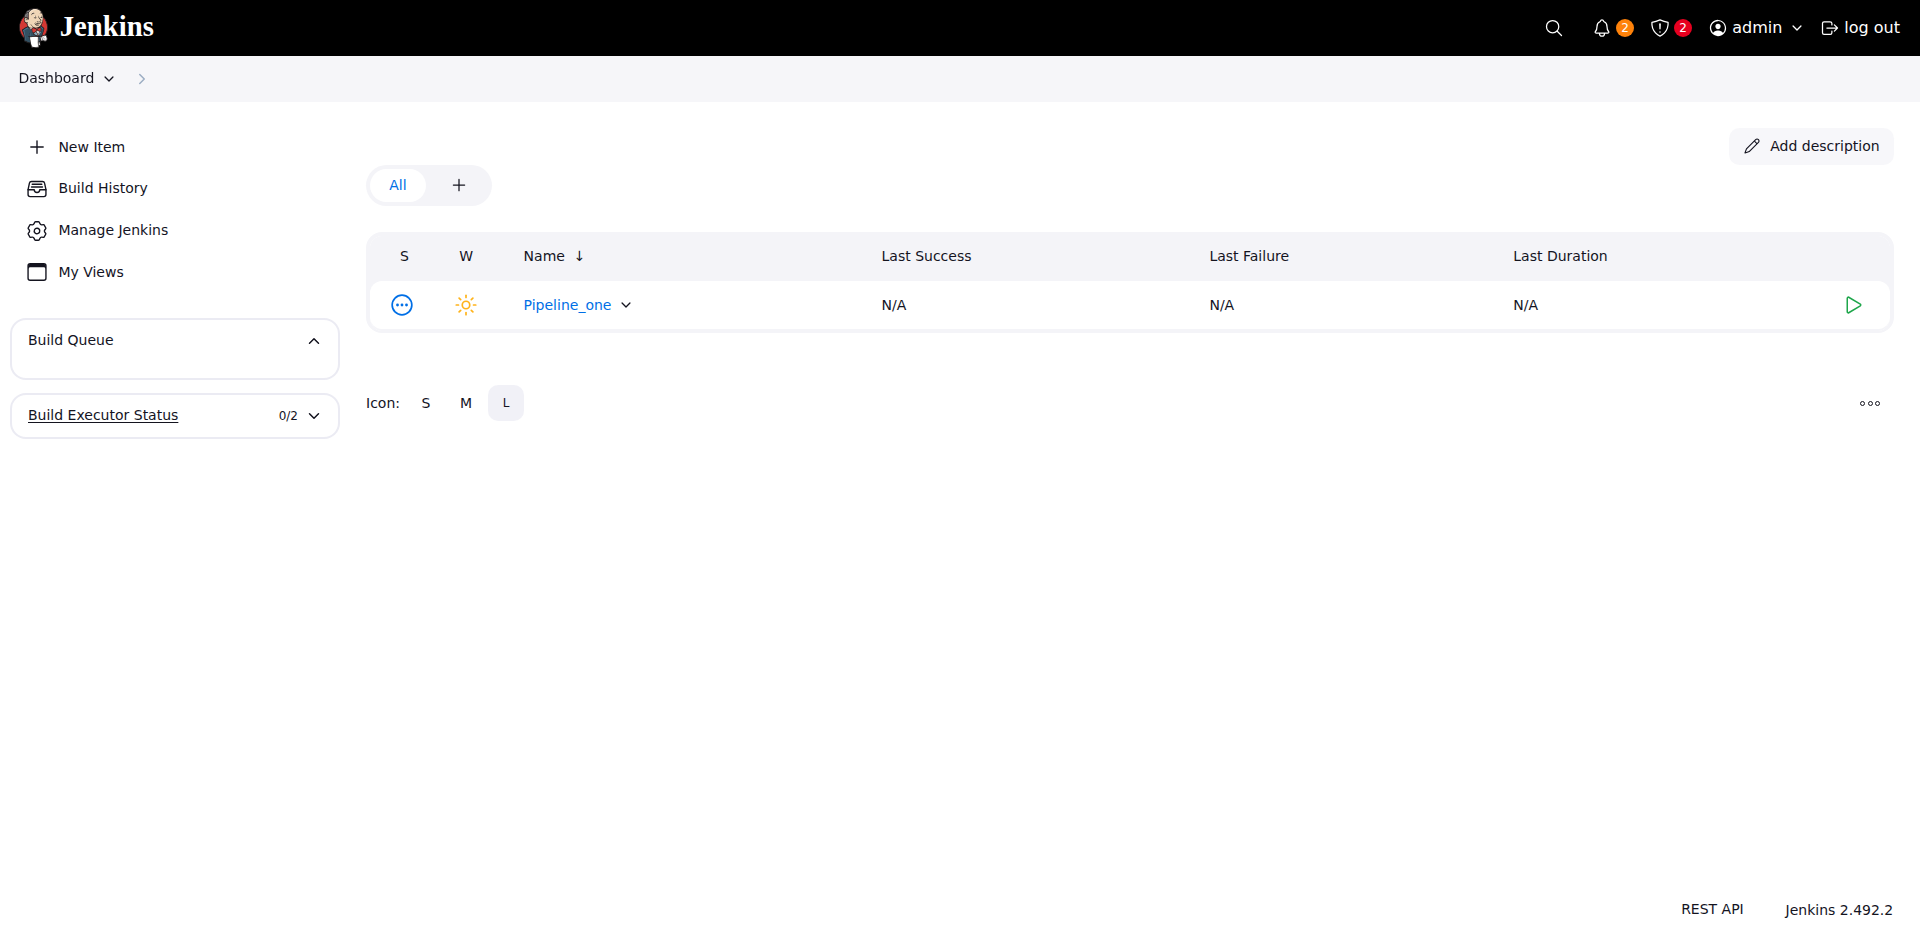 Jenkins
2
2
admin
log out
Dashboard
New Item
Build History
Manage Jenkins
My Views
Build Queue
Build Executor Status 0/2
Add description
All
S W Name ↓ Last Success Last Failure Last Duration
Pipeline_one N/A N/A N/A
Icon: S M L
REST API Jenkins 2.492.2